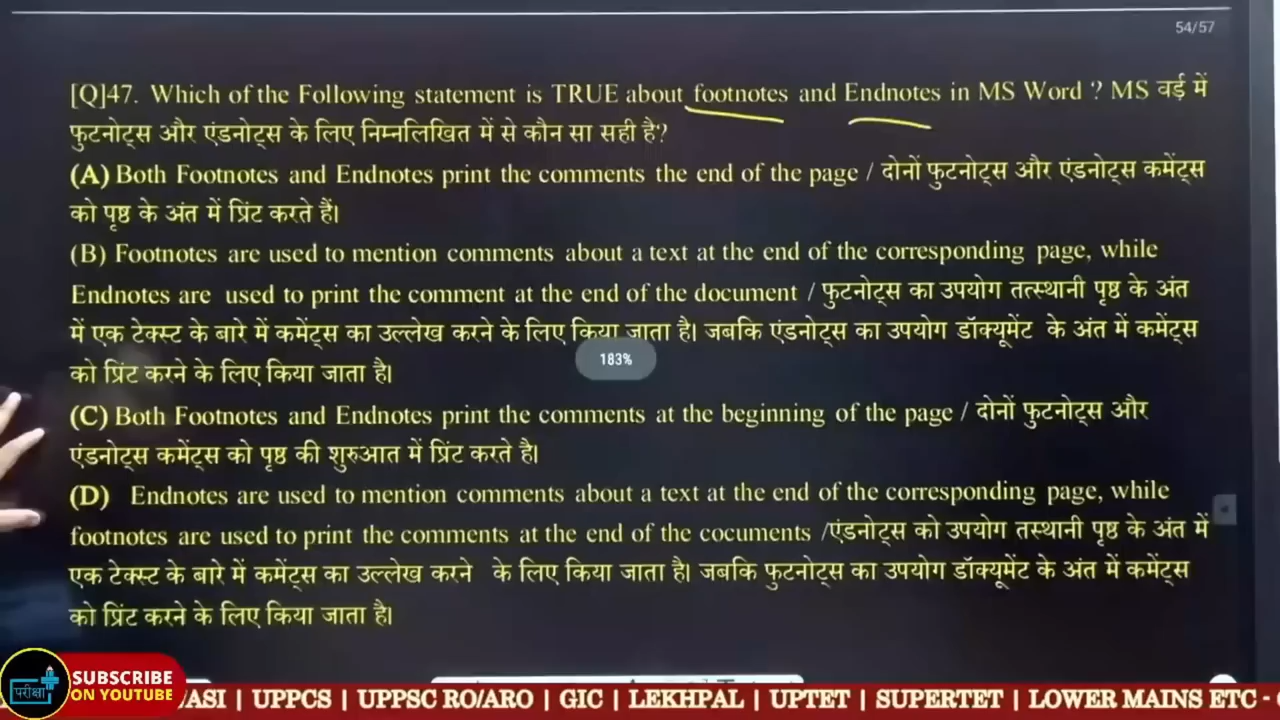 54/57
[Q]47. Which of the Following statement is TRUE about footnotes and Endnotes in MS Word ? MS वर्ड में
फुटनोट्स और एंडनोट्स के लिए निम्नलिखित में से कौन सा सही है?
(A) Both Footnotes and Endnotes print the comments the end of the page / दोनों फुटनोट्स और एंडनोट्स कमेंट्स
को पृष्ठ के अंत में प्रिंट करते हैं।
(B) Footnotes are used to mention comments about a text at the end of the corresponding page, while
Endnotes are used to print the comment at the end of the document / फुटनोट्स का उपयोग तत्स्थानी पृष्ठ के अंत
में एक टेक्स्ट के बारे में कमेंट्स का उल्लेख करने के लिए किया जाता है। जबकि एंडनोट्स का उपयोग डॉक्यूमेंट के अंत में कमेंट्स
183%
को प्रिंट करने के लिए किया जाता है।
(C) Both Footnotes and Endnotes print the comments at the beginning of the page / दोनों फुटनोट्स और
एंडनोट्स कमेंट्स को पृष्ठ की शुरुआत में प्रिंट करते है।
(D) Endnotes are used to mention comments about a text at the end of the corresponding page, while
footnotes are used to print the comments at the end of the cocuments /एंडनोट्स को उपयोग तस्थानी पृष्ठ के अंत में
एक टेक्स्ट के बारे में कमेंट्स का उल्लेख करने के लिए किया जाता है। जबकि फुटनोट्स का उपयोग डॉक्यूमेंट के अंत में कमेंट्स
को प्रिंट करने के लिए किया जाता है।
परीक्षा
SUBSCRIBE
ON YOUTUBE
| UPPCS | UPPSC RO/ARO | GIC | LEKHPAL | UPTET | SUPERTET | LOWER MAINS ETC -